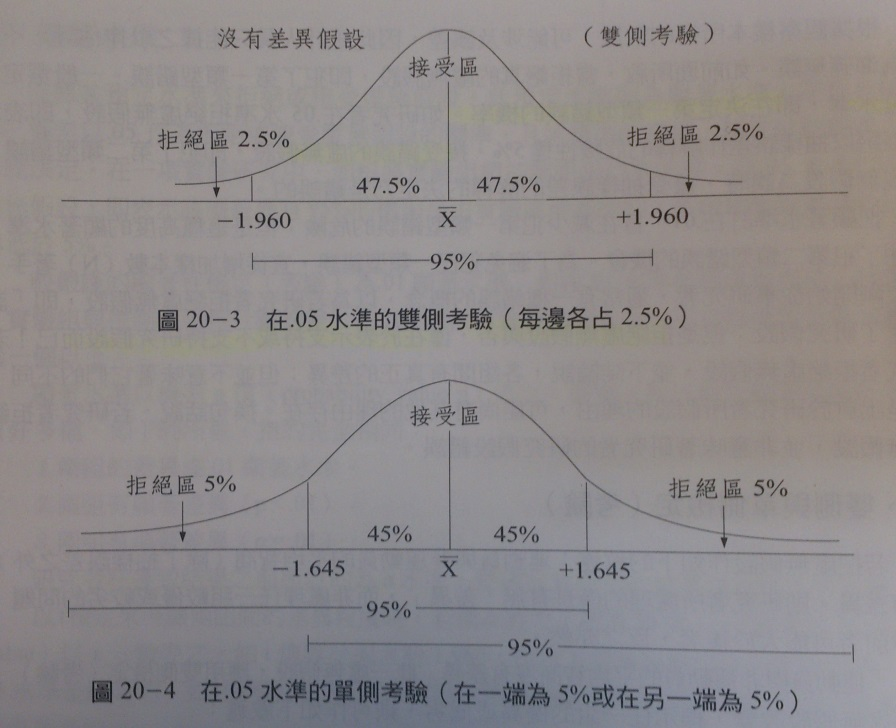 沒有差異假設 (雙側考驗)
接受區
拒絕區 2.5% 拒絕區 2.5%
47.5% 47.5%
−1.960 X̅ +1.960
95%
圖 20−3 在.05 水準的雙側考驗(每邊各占 2.5%)
接受區
拒絕區 5% 拒絕區 5%
45% 45%
−1.645 X̅ +1.645
95%
95%
圖 20−4 在.05 水準的單側考驗(在一端為 5%或在另一端為 5%)